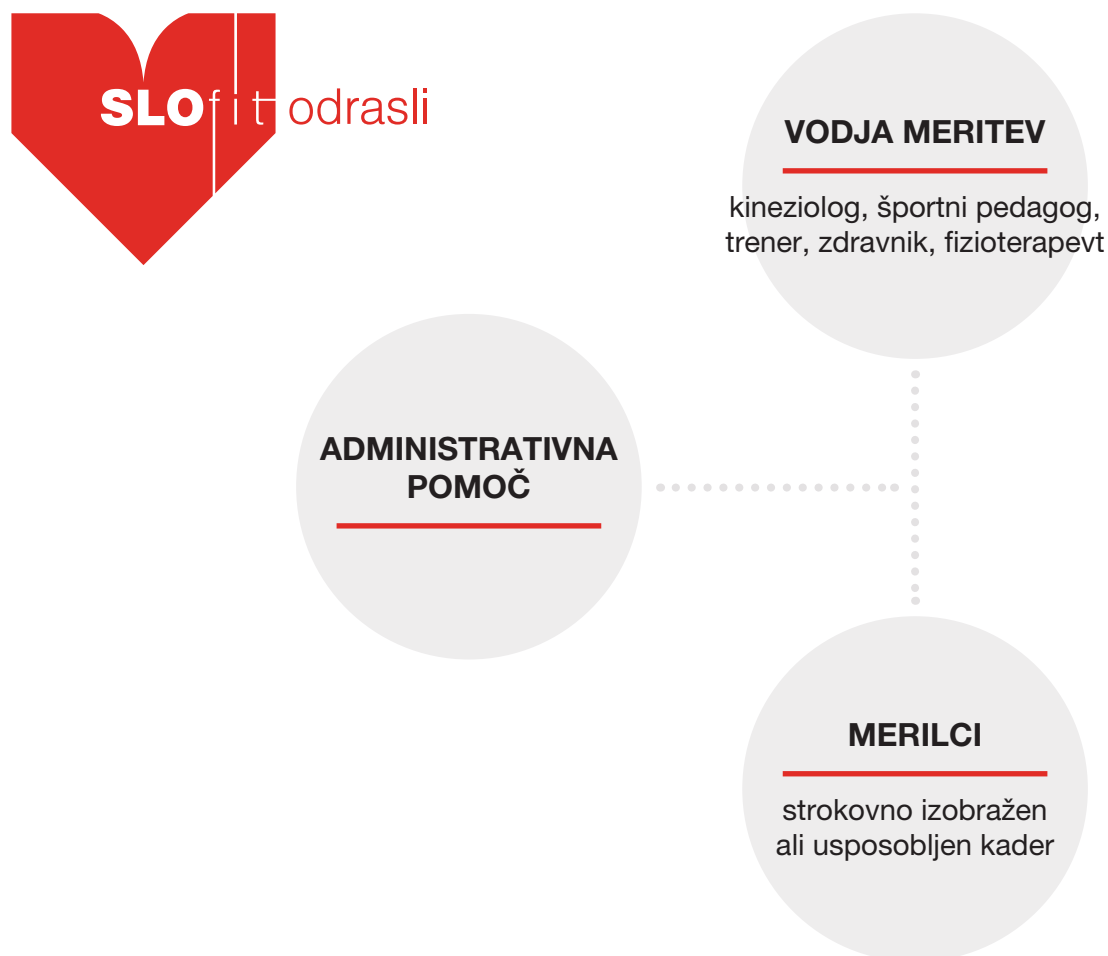 SLOfit odrasli
VODJA MERITEV
kineziolog, športni pedagog,
trener, zdravnik, fizioterapevt
ADMINISTRATIVNA
POMOČ
MERILCI
strokovno izobražen
ali usposobljen kader